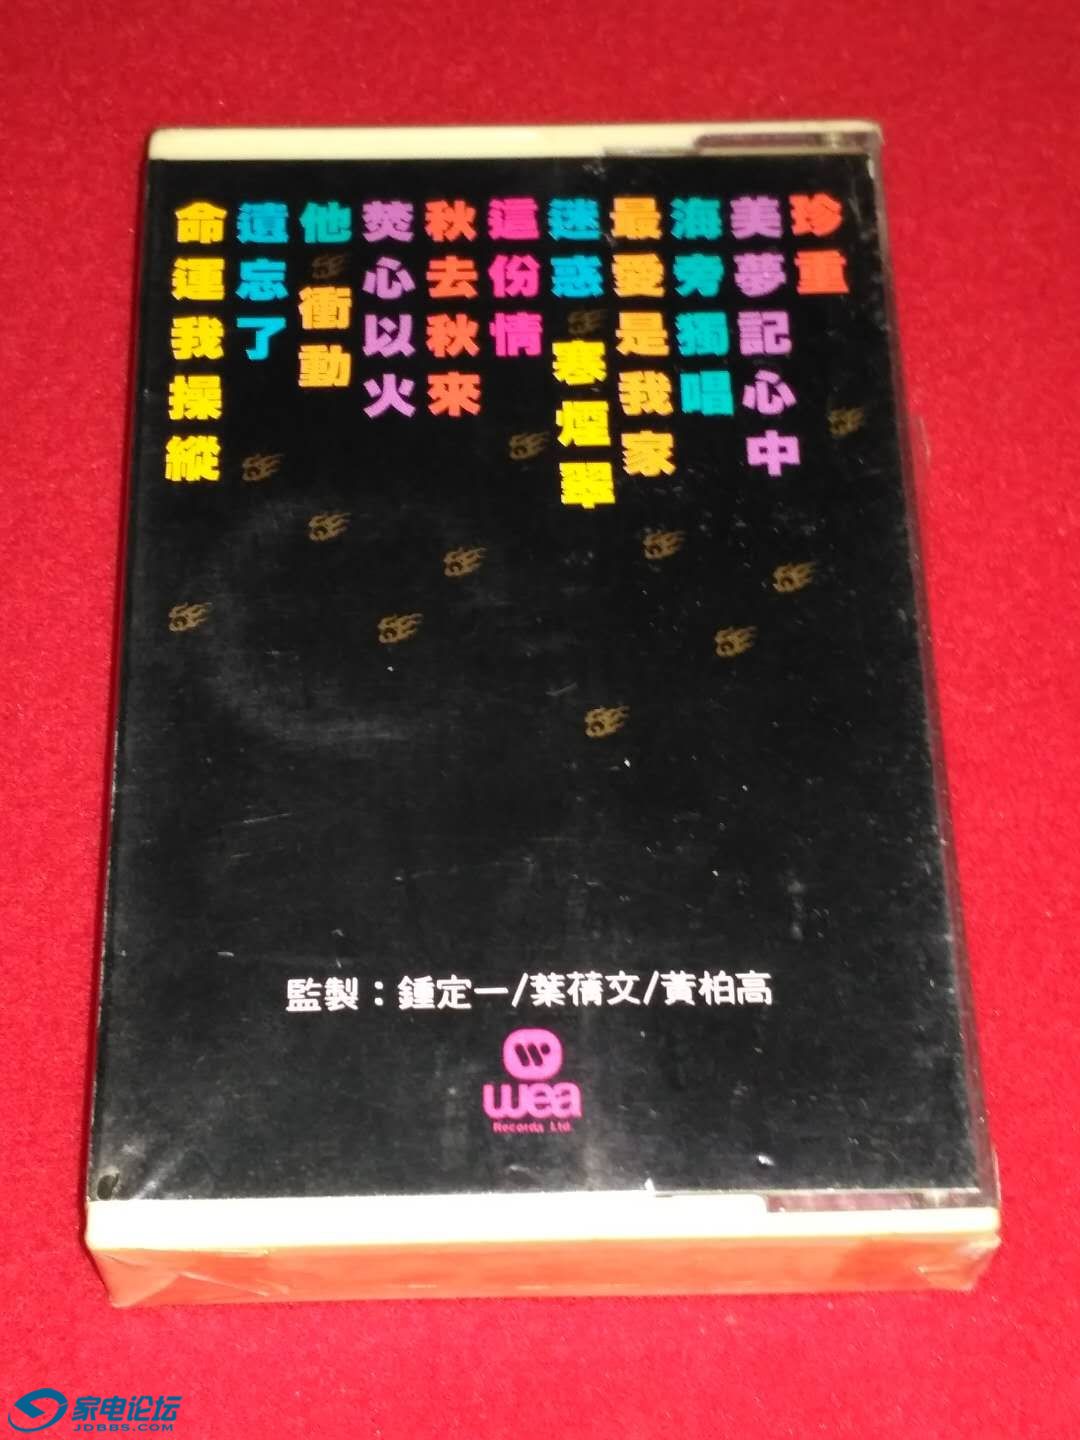 珍重
美夢記心中
海旁獨唱
最愛是我家
迷惑
寒煙翠
這份情
秋去秋來
焚心以火
他
衝動
遺忘了
命運我操縱
監製：鍾定一/葉蒨文/黃柏高
wea
Records Ltd.
家电论坛
JDBBS.COM